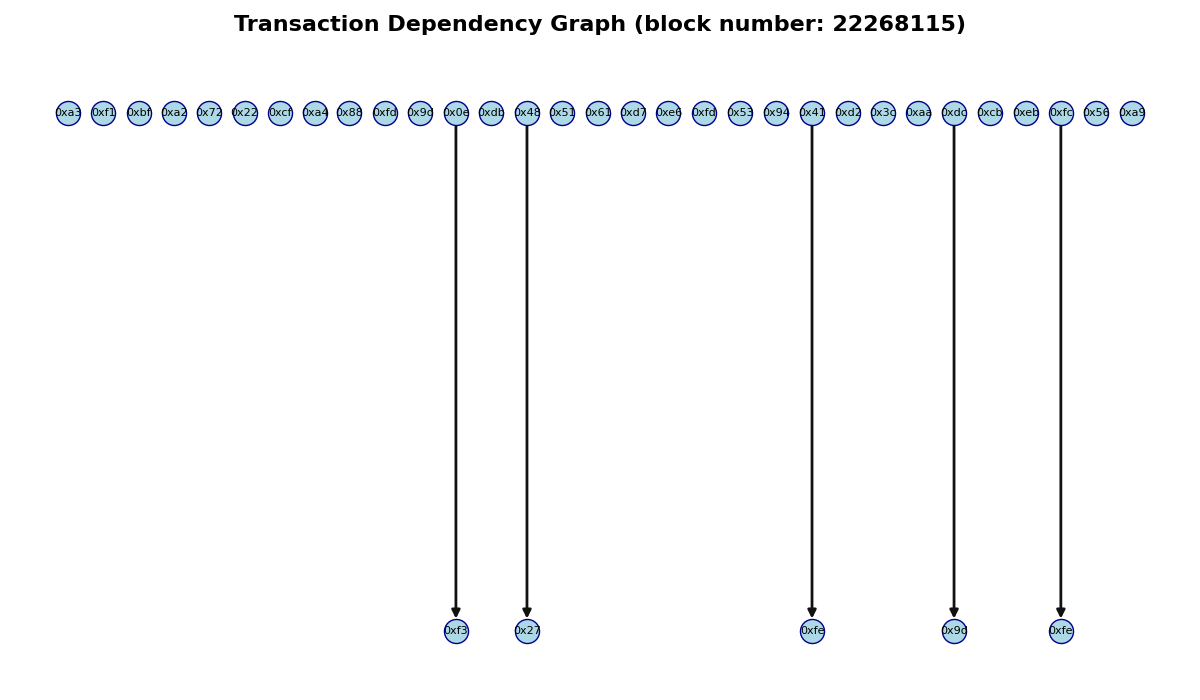 Transaction Dependency Graph (block number: 22268115)
0xa3 0xf1 0xbf 0xa2 0x72 0x22 0xcf 0xa4 0x88 0xfd 0x9d 0x0e 0xdb 0x48 0x51 0x61 0xd7 0xe6 0xfd 0x53 0x94 0x41 0xd2 0x3c 0xaa 0xdc 0xcb 0xeb 0xfc 0x56 0xa9
0xf3 0x27 0xfe 0x9d 0xfe